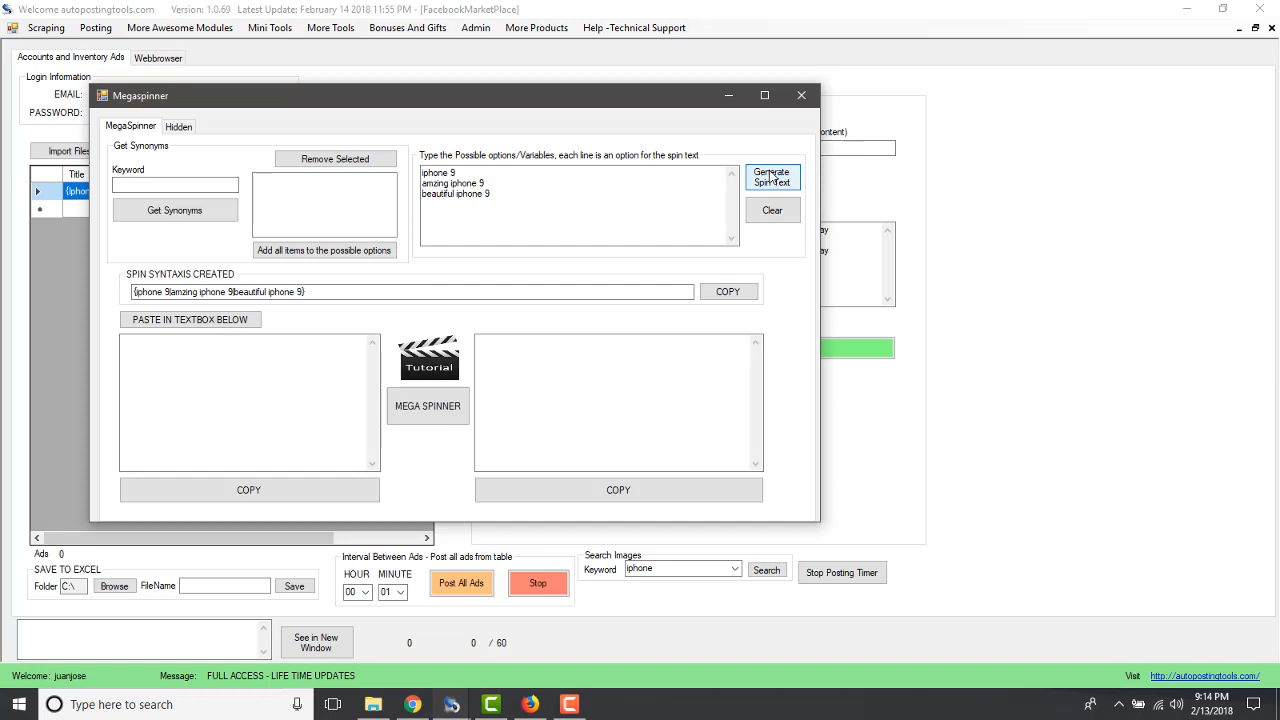 Welcome autopostingtools.com   Version: 1.0.69   Latest Update: February 14 2018 11:55 PM - [FacebookMarketPlace]
Scraping   Posting   More Awesome Modules   Mini Tools   More Tools   Bonuses And Gifts   Admin   More Products   Help -Technical Support
Accounts and Inventory Ads   Webbrowser
Login Information
EMAIL:
PASSWORD:
Import Files
Title
{iphon
Megaspinner
MegaSpinner   Hidden
Get Synonyms
Remove Selected
Keyword
Get Synonyms
Add all items to the possible options
Type the Possible options/Variables, each line is an option for the spin text
iphone 9
amzing iphone 9
beautiful iphone 9
Generate
Spin Text
Clear
SPIN SYNTAXIS CREATED
{iphone 9|amzing iphone 9|beautiful iphone 9}
COPY
PASTE IN TEXTBOX BELOW
Tutorial
MEGA SPINNER
COPY
COPY
ontent)
ay
ay
Ads   0
SAVE TO EXCEL
Folder   C:\   Browse   FileName   Save
Interval Between Ads - Post all ads from table
HOUR   MINUTE
00   01   Post All Ads   Stop
Search Images
Keyword   iphone   Search
Stop Posting Timer
See in New
Window
0   0   / 60
Welcome: juanjose   Message:   FULL ACCESS - LIFE TIME UPDATES   Visit   http://autopostingtools.com/
Type here to search
9:14 PM
2/13/2018